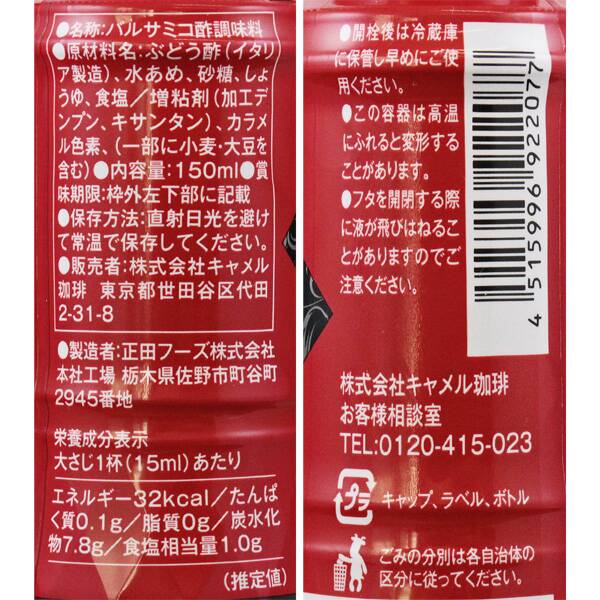 ●名称:バルサミコ酢調味料
●原材料名:ぶどう酢(イタリ
ア製造)、水あめ、砂糖、しょ
うゆ、食塩/増粘剤(加工デ
ンプン、キサンタン)、カラメ
ル色素、(一部に小麦・大豆を
含む)●内容量:150ml●賞
味期限:枠外左下部に記載
●保存方法:直射日光を避け
て常温で保存してください。
●販売者:株式会社キャメル
珈琲 東京都世田谷区代田
2-31-8
●製造者:正田フーズ株式会社
本社工場 栃木県佐野市町谷町
2945番地
栄養成分表示
大さじ1杯(15ml)あたり
エネルギー32kcal/たんぱ
く質0.1g/脂質0g/炭水化
物7.8g/食塩相当量1.0g
(推定値)
●開栓後は冷蔵庫
に保管し早めにご使
用ください。
●この容器は高温
にふれると変形する
ことがあります。
●フタを開閉する際
に液が飛びはねるこ
とがありますのでご
注意ください。
4 515996 922077
株式会社キャメル珈琲
お客様相談室
TEL:0120-415-023
プラ キャップ、ラベル、ボトル
ごみの分別は各自治体の
区分に従ってください。